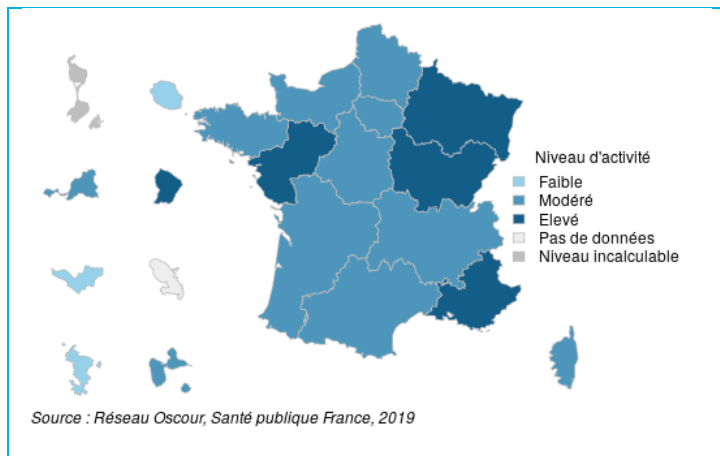 Niveau d'activité
Faible
Modéré
Elevé
Pas de données
Niveau incalculable
Source : Réseau Oscour, Santé publique France, 2019